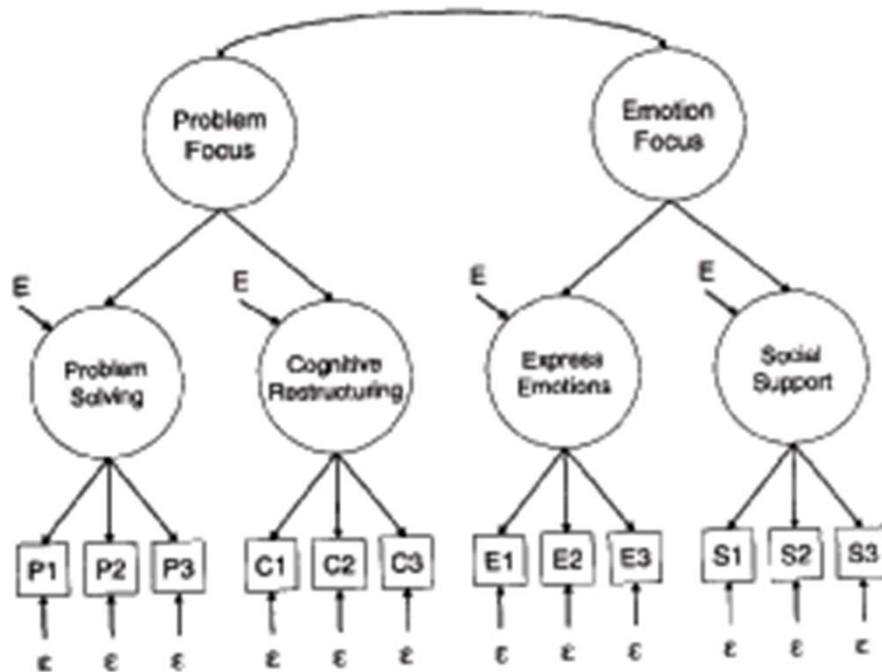 Problem
Focus
Emotion
Focus
E
E
E
E
Problem
Solving
Cognitive
Restructuring
Express
Emotions
Social
Support
P1 P2 P3 C1 C2 C3 E1 E2 E3 S1 S2 S3
ε ε ε ε ε ε ε ε ε ε ε ε